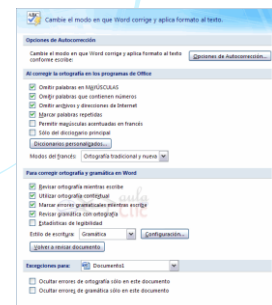 Cambie el modo en que Word corrige y aplica formato al texto.
Opciones de Autocorrección
Cambie el modo en que Word corrige y aplica formato al texto
conforme escribe:
Opciones de Autocorrección...
Al corregir la ortografía en los programas de Office
Omitir palabras en MAYÚSCULAS
Omitir palabras que contienen números
Omitir archivos y direcciones de Internet
Marcar palabras repetidas
Permitir mayúsculas acentuadas en francés
Sólo del diccionario principal
Diccionarios personalizados...
Modos del francés: Ortografía tradicional y nueva
Para corregir ortografía y gramática en Word
Revisar ortografía mientras escribe
Utilizar ortografía contextual
Marcar errores gramaticales mientras escribe
Revisar gramática con ortografía
Estadísticas de legibilidad
Estilo de escritura: Gramática Configuración...
Volver a revisar documento
Excepciones para: Documento1
Ocultar errores de ortografía sólo en este documento
Ocultar errores de gramática sólo en este documento